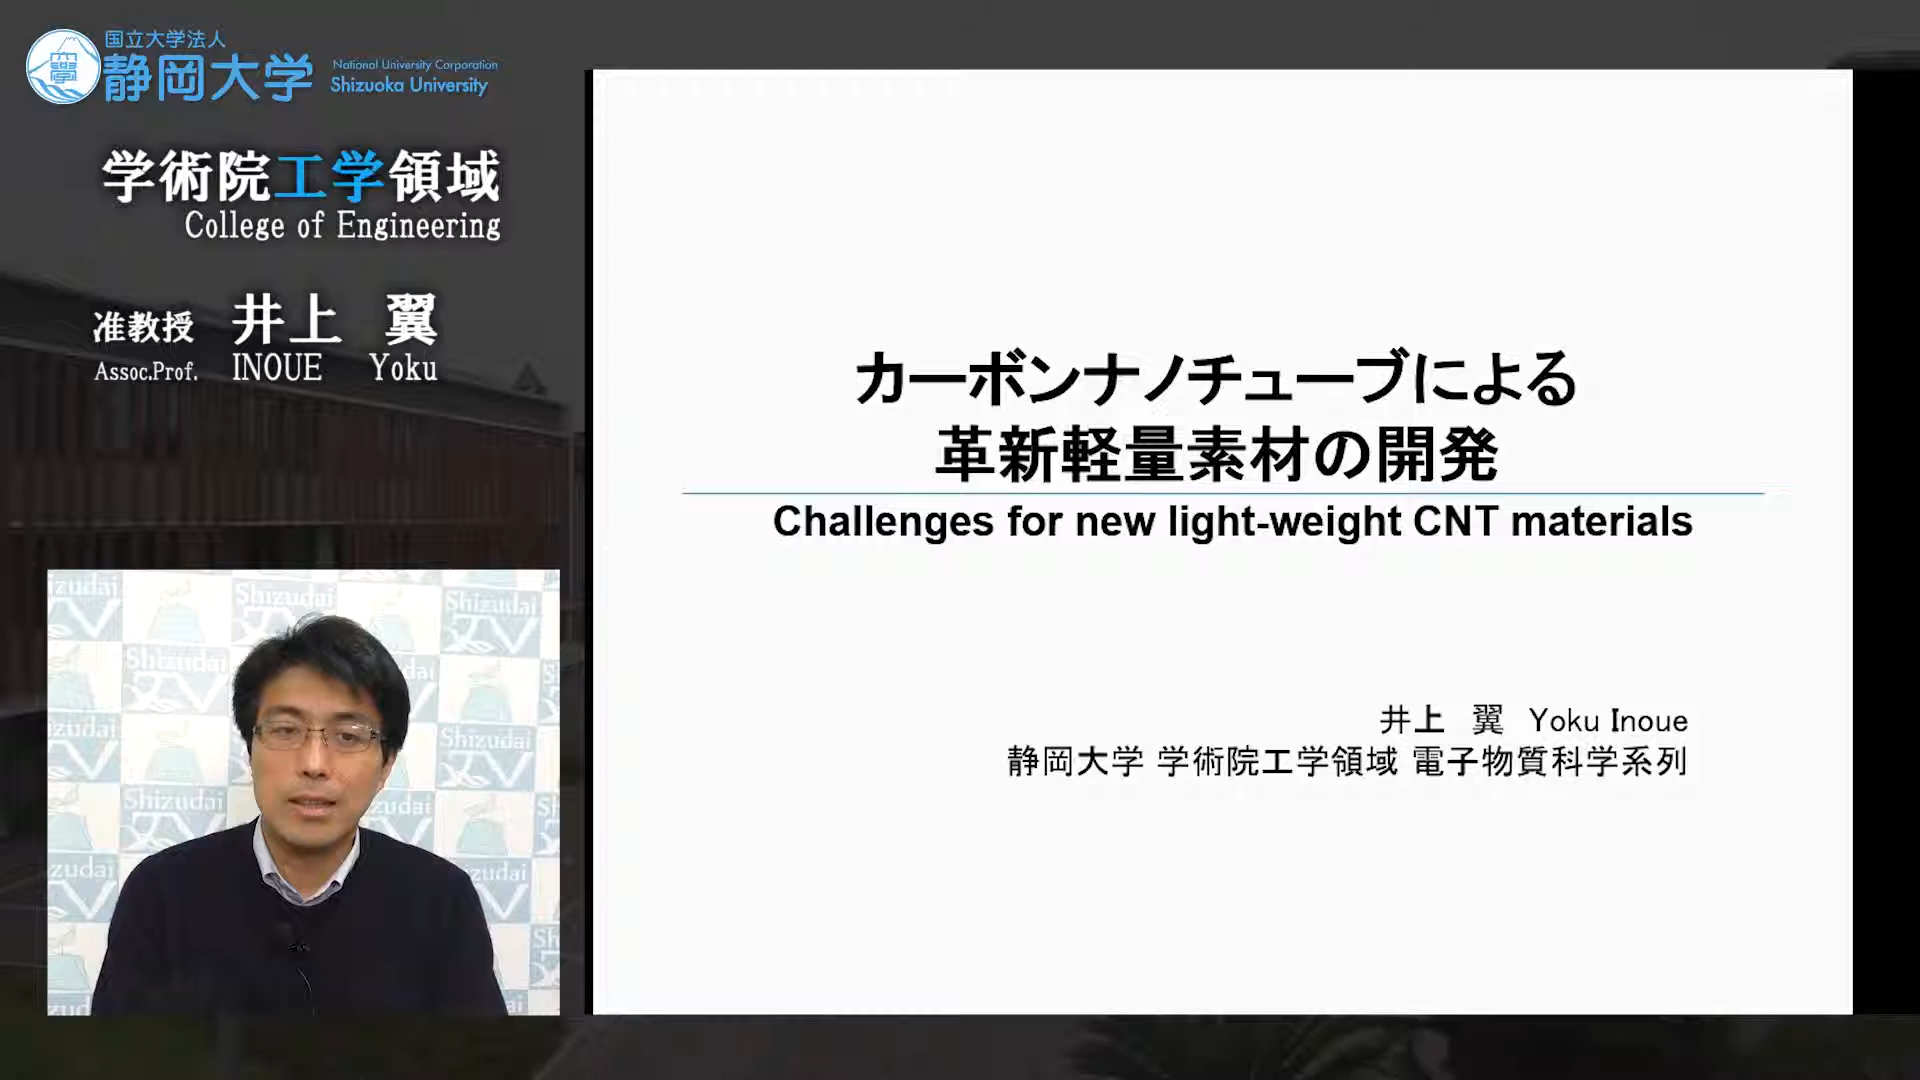 国立大学法人
静岡大学
National University Corporation
Shizuoka University
学術院工学領域
College of Engineering
准教授 井上 翼
Assoc.Prof. INOUE Yoku
カーボンナノチューブによる
革新軽量素材の開発
Challenges for new light-weight CNT materials
井上 翼 Yoku Inoue
静岡大学 学術院工学領域 電子物質科学系列
Shizudai
TV